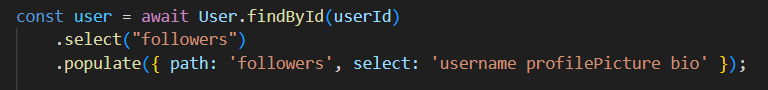 const user = await User.findById(userId)
.select("followers")
.populate({ path: 'followers', select: 'username profilePicture bio' });